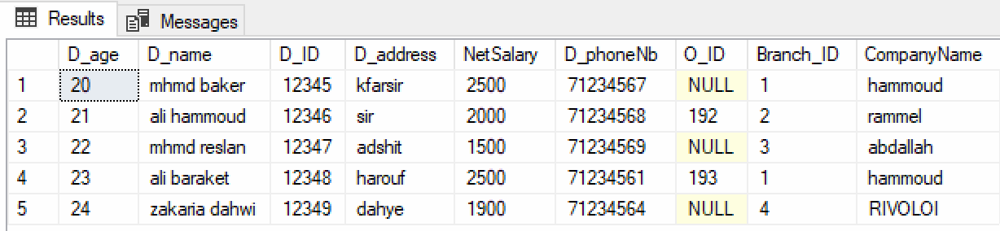 Results Messages
D_age D_name D_ID D_address NetSalary D_phoneNb O_ID Branch_ID CompanyName
1 20 mhmd baker 12345 kfarsir 2500 71234567 NULL 1 hammoud
2 21 ali hammoud 12346 sir 2000 71234568 192 2 rammel
3 22 mhmd reslan 12347 adshit 1500 71234569 NULL 3 abdallah
4 23 ali baraket 12348 harouf 2500 71234561 193 1 hammoud
5 24 zakaria dahwi 12349 dahye 1900 71234564 NULL 4 RIVOLOI